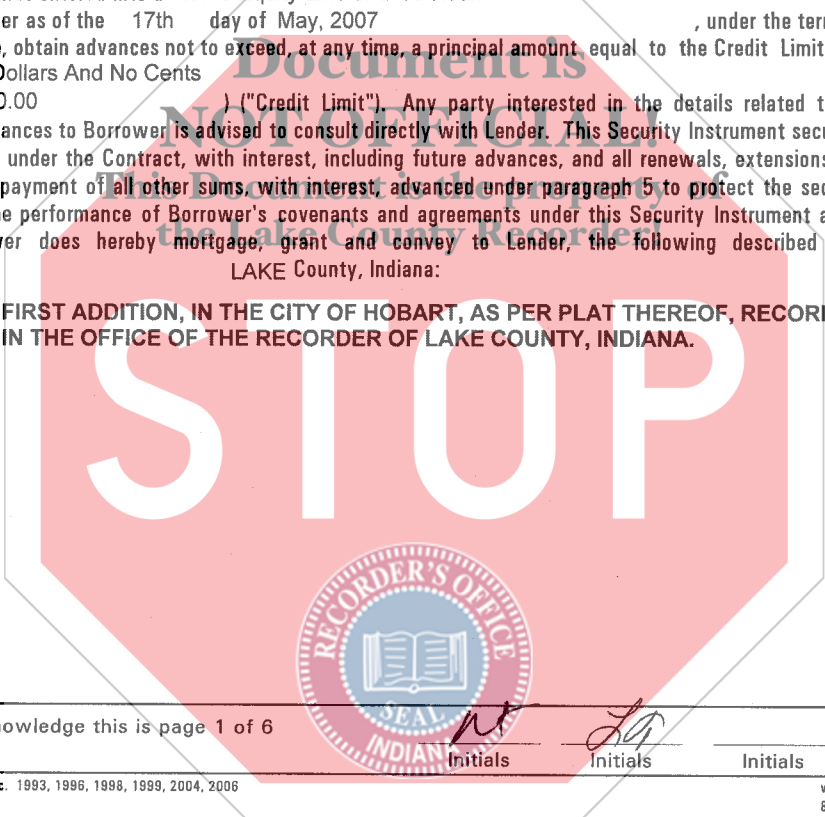 er as of the 17th day of May, 2007 , under the terr
, obtain advances not to exceed, at any time, a principal amount equal to the Credit Limit
Dollars And No Cents
0.00 ) ("Credit Limit"). Any party interested in the details related t
ances to Borrower is advised to consult directly with Lender. This Security Instrument secu
under the Contract, with interest, including future advances, and all renewals, extensions
payment of all other sums, with interest, advanced under paragraph 5 to protect the sec
e performance of Borrower's covenants and agreements under this Security Instrument a
er does hereby mortgage, grant and convey to Lender, the following described
LAKE County, Indiana:
Document is
NOT OFFICIAL!
This Document is the property of
the Lake County Recorder!
FIRST ADDITION, IN THE CITY OF HOBART, AS PER PLAT THEREOF, RECOR
IN THE OFFICE OF THE RECORDER OF LAKE COUNTY, INDIANA.
STOP
RECORDER'S OFFICE
SEAL
INDIANA
nowledge this is page 1 of 6
Initials Initials Initials
c. 1993, 1996, 1998, 1999, 2004, 2006